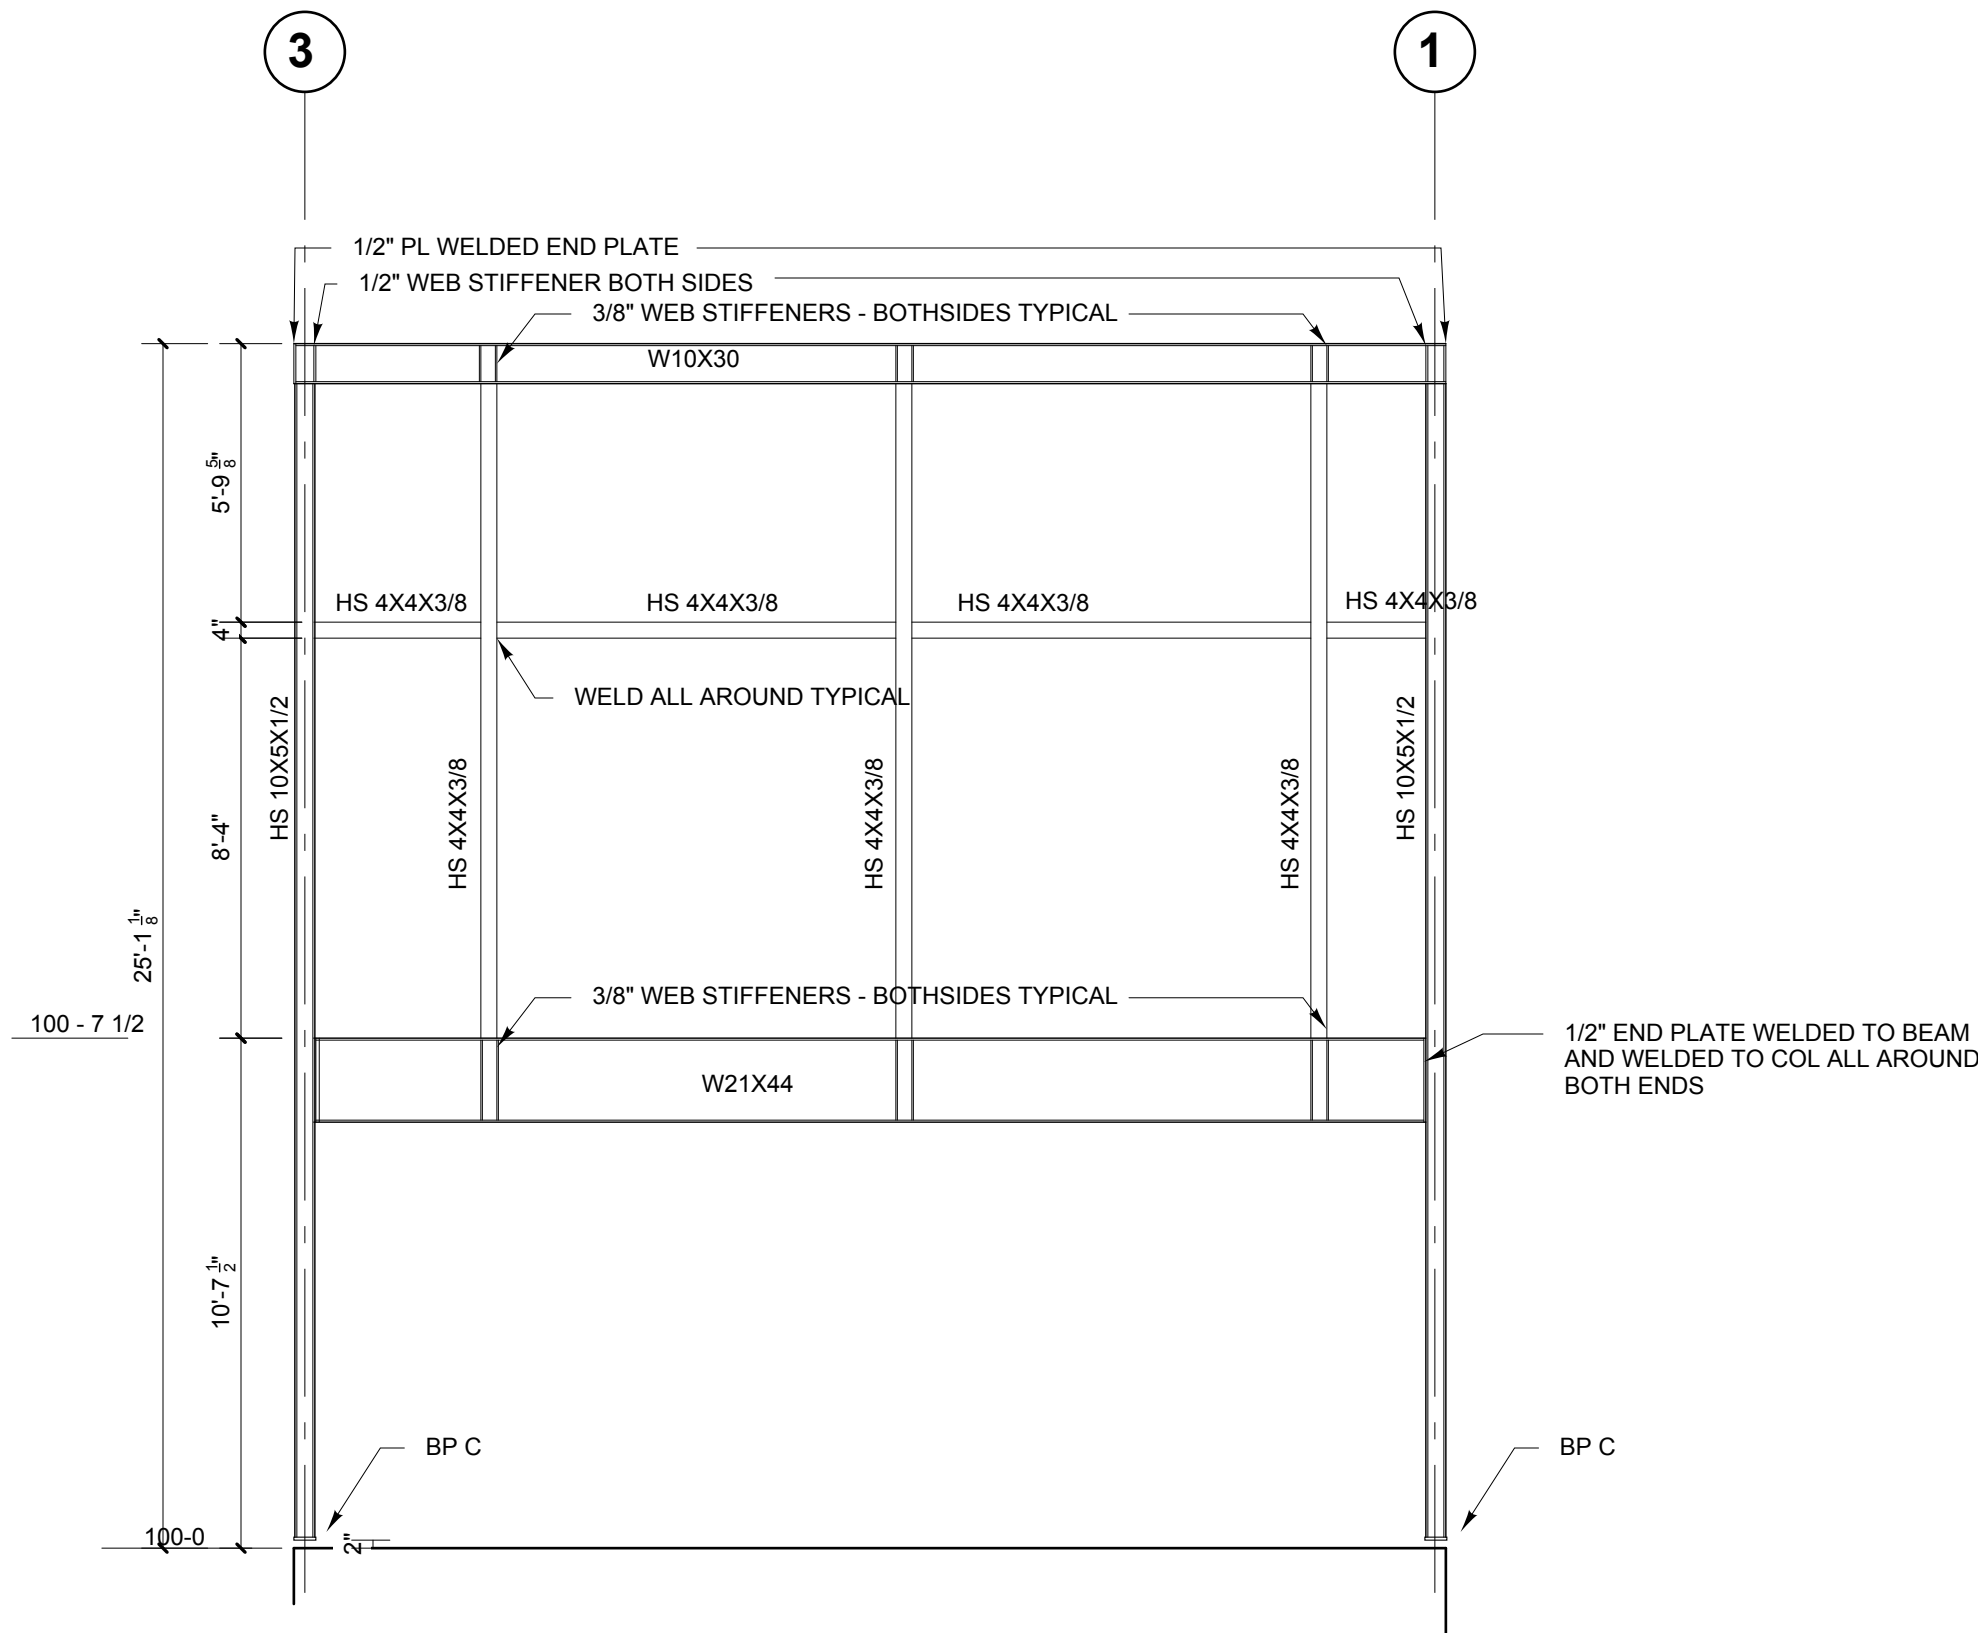 3
1
1/2" PL WELDED END PLATE
1/2" WEB STIFFENER BOTH SIDES
3/8" WEB STIFFENERS - BOTHSIDES TYPICAL
W10X30
5'-9 5/8"
HS 4X4X3/8
HS 4X4X3/8
HS 4X4X3/8
HS 4X4X3/8
4"
WELD ALL AROUND TYPICAL
HS 10X5X1/2
HS 10X5X1/2
8'-4"
HS 4X4X3/8
HS 4X4X3/8
HS 4X4X3/8
25'-1 1/8"
3/8" WEB STIFFENERS - BOTHSIDES TYPICAL
100 - 7 1/2
1/2" END PLATE WELDED TO BEAM
AND WELDED TO COL ALL AROUND
BOTH ENDS
W21X44
10'-7 1/2"
BP C
BP C
100-0
2"